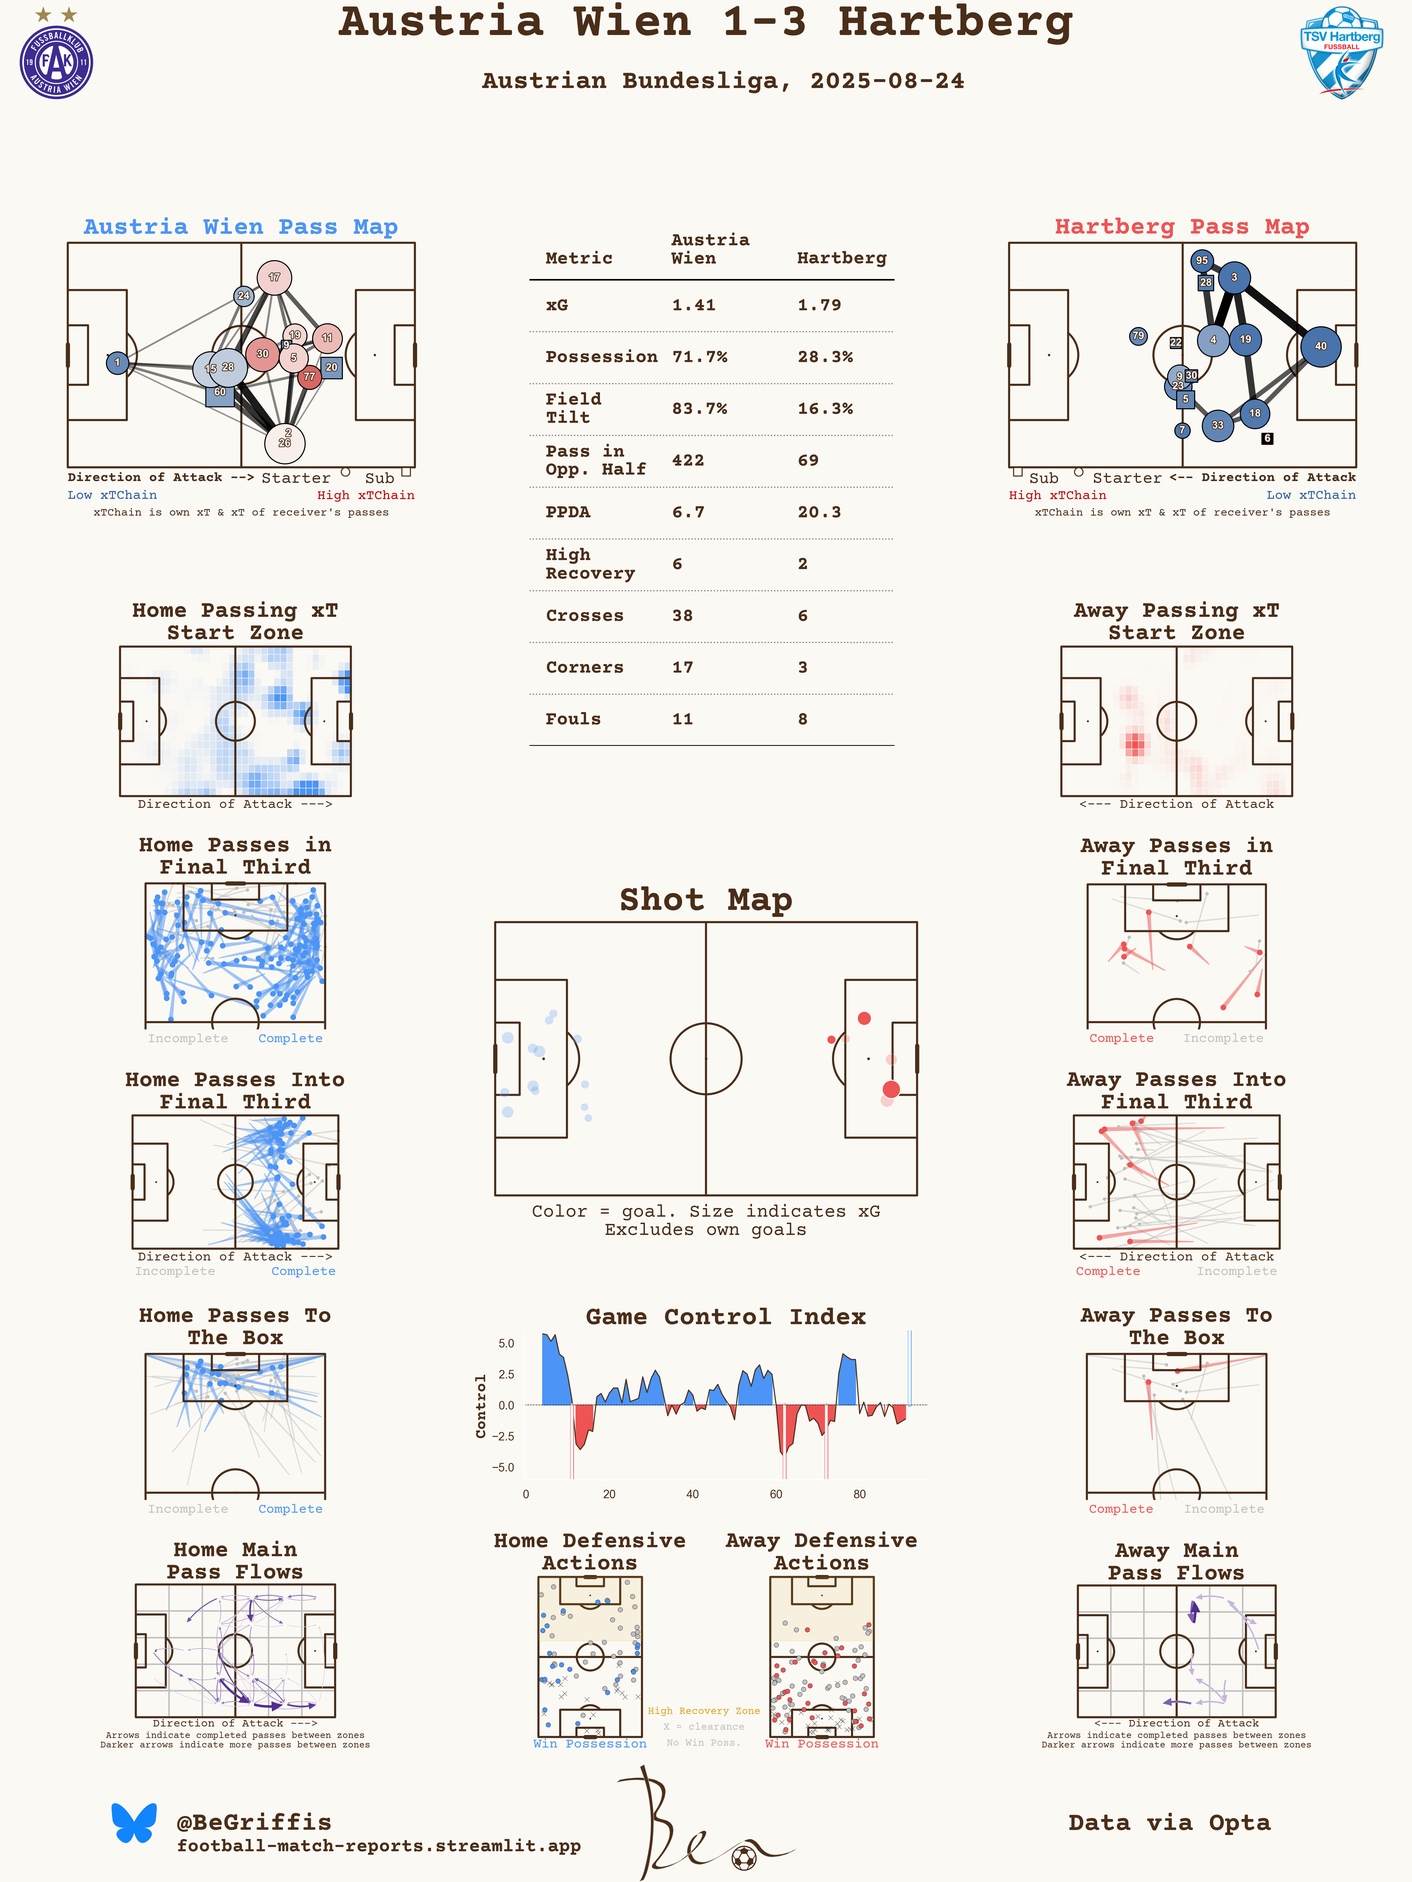 Austria Wien 1-3 Hartberg
Austrian Bundesliga, 2025-08-24
FUSSBALLKLUB
19 FAK 11
AUSTRIA WIEN
TSV Hartberg
FUSSBALL
Austria Wien Pass Map
17
24
19
11
9
30
5
1
15
28
20
77
60
2
26
Direction of Attack --> Starter Sub
Low xTChain High xTChain
xTChain is own xT & xT of receiver's passes
Metric Austria Wien Hartberg
xG 1.41 1.79
Possession 71.7% 28.3%
Field Tilt 83.7% 16.3%
Pass in Opp. Half 422 69
PPDA 6.7 20.3
High Recovery 6 2
Crosses 38 6
Corners 17 3
Fouls 11 8
Hartberg Pass Map
95
3
28
79
22
4
19
40
9
30
23
5
18
33
7
6
Sub Starter <-- Direction of Attack
High xTChain Low xTChain
xTChain is own xT & xT of receiver's passes
Home Passing xT
Start Zone
Direction of Attack --->
Away Passing xT
Start Zone
<--- Direction of Attack
Home Passes in
Final Third
Incomplete Complete
Away Passes in
Final Third
Complete Incomplete
Shot Map
Color = goal. Size indicates xG
Excludes own goals
Home Passes Into
Final Third
Direction of Attack --->
Incomplete Complete
Away Passes Into
Final Third
<--- Direction of Attack
Complete Incomplete
Home Passes To
The Box
Incomplete Complete
Game Control Index
Control
5.0
2.5
0.0
−2.5
−5.0
0 20 40 60 80
Away Passes To
The Box
Complete Incomplete
Home Main
Pass Flows
Direction of Attack --->
Arrows indicate completed passes between zones
Darker arrows indicate more passes between zones
Home Defensive
Actions
Win Possession
High Recovery Zone
X = clearance
No Win Poss.
Away Defensive
Actions
Win Possession
Away Main
Pass Flows
<--- Direction of Attack
Arrows indicate completed passes between zones
Darker arrows indicate more passes between zones
@BeGriffis
football-match-reports.streamlit.app
Ben
Data via Opta